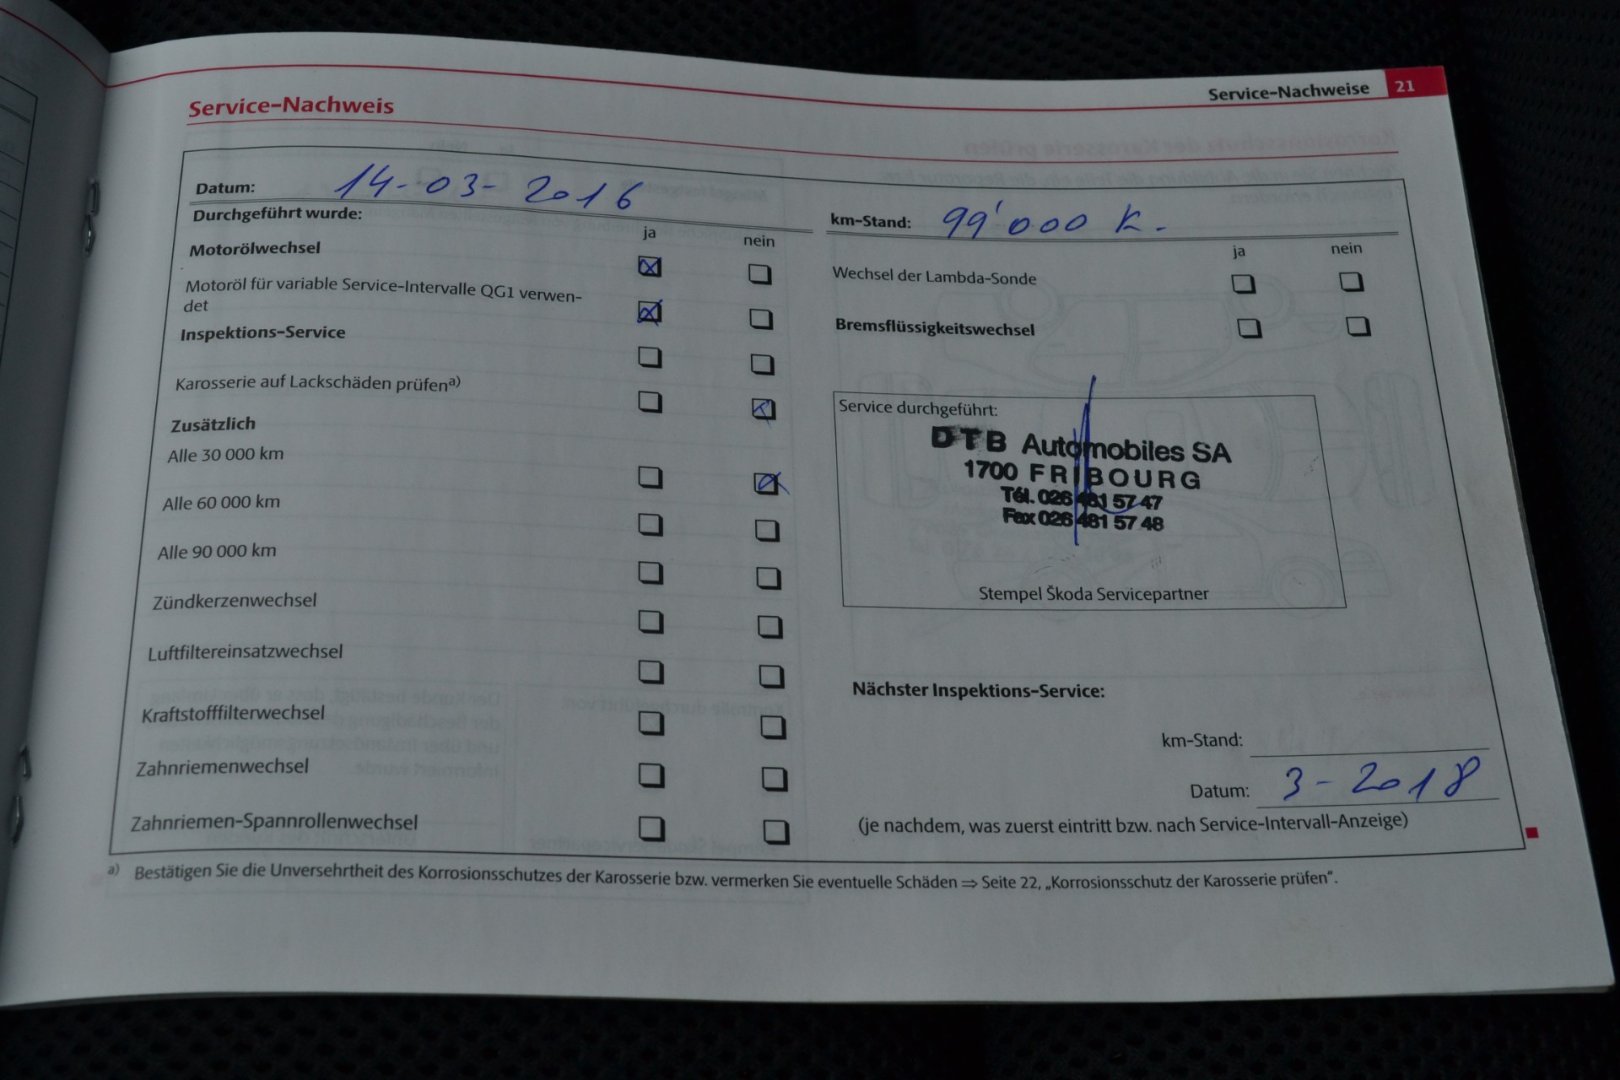 Service-Nachweise 21
Service-Nachweis
Datum: 14-03-2016
Durchgeführt wurde:
ja nein
Motorölwechsel
Motoröl für variable Service-Intervalle QG1 verwen-
det
Inspektions-Service
Karosserie auf Lackschäden prüfen a)
Zusätzlich
Alle 30 000 km
Alle 60 000 km
Alle 90 000 km
Zündkerzenwechsel
Luftfiltereinsatzwechsel
Kraftstofffilterwechsel
Zahnriemenwechsel
Zahnriemen-Spannrollenwechsel
km-Stand: 99'000 K.
ja nein
Wechsel der Lambda-Sonde
Bremsflüssigkeitswechsel
Service durchgeführt:
DTB Automobiles SA
1700 FRIBOURG
Tél. 026 481 57 47
Fax 026 481 57 48
Stempel Škoda Servicepartner
Nächster Inspektions-Service:
km-Stand:
Datum: 3-2018
(je nachdem, was zuerst eintritt bzw. nach Service-Intervall-Anzeige)
a) Bestätigen Sie die Unversehrtheit des Korrosionsschutzes der Karosserie bzw. vermerken Sie eventuelle Schäden ⇒ Seite 22, „Korrosionsschutz der Karosserie prüfen".